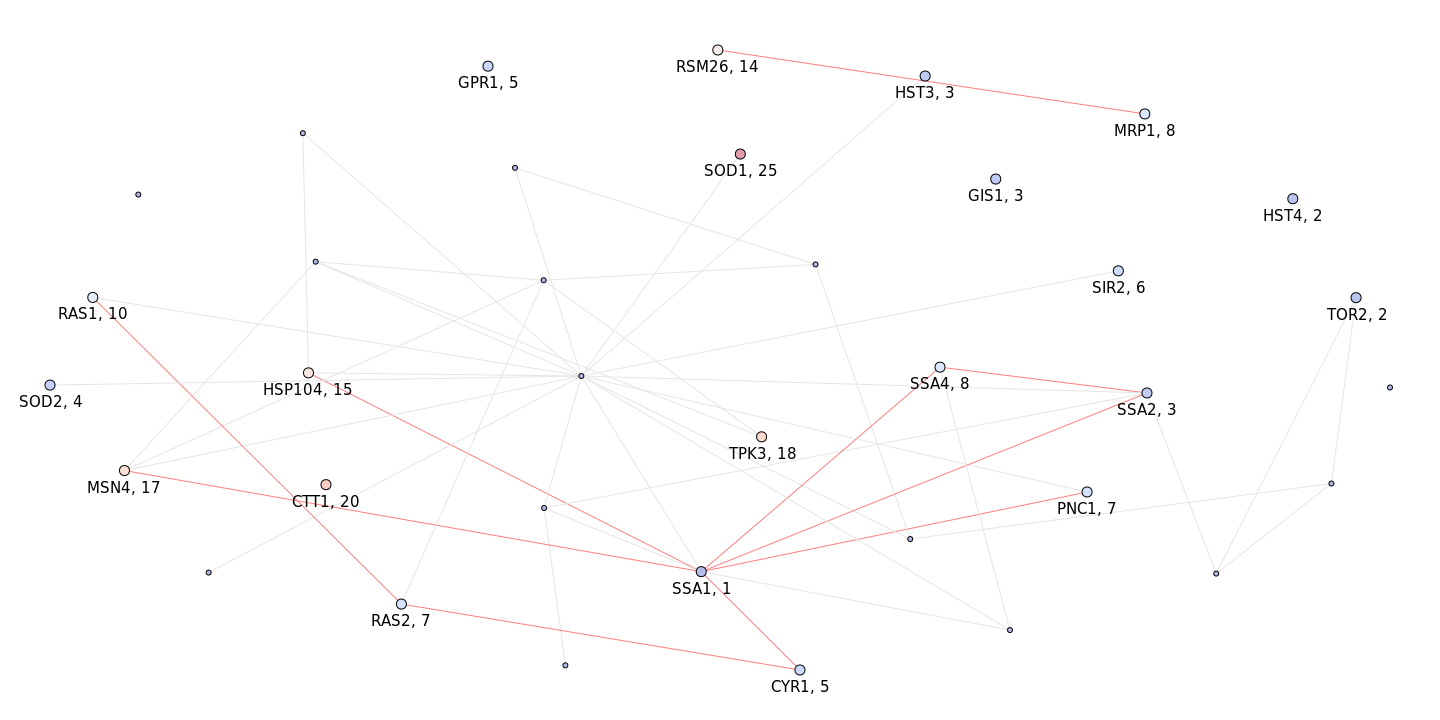 RSM26, 14
GPR1, 5
HST3, 3
MRP1, 8
SOD1, 25
GIS1, 3
HST4, 2
SIR2, 6
RAS1, 10
TOR2, 2
HSP104, 15
SSA4, 8
SOD2, 4
SSA2, 3
TPK3, 18
MSN4, 17
CTT1, 20
PNC1, 7
SSA1, 1
RAS2, 7
CYR1, 5